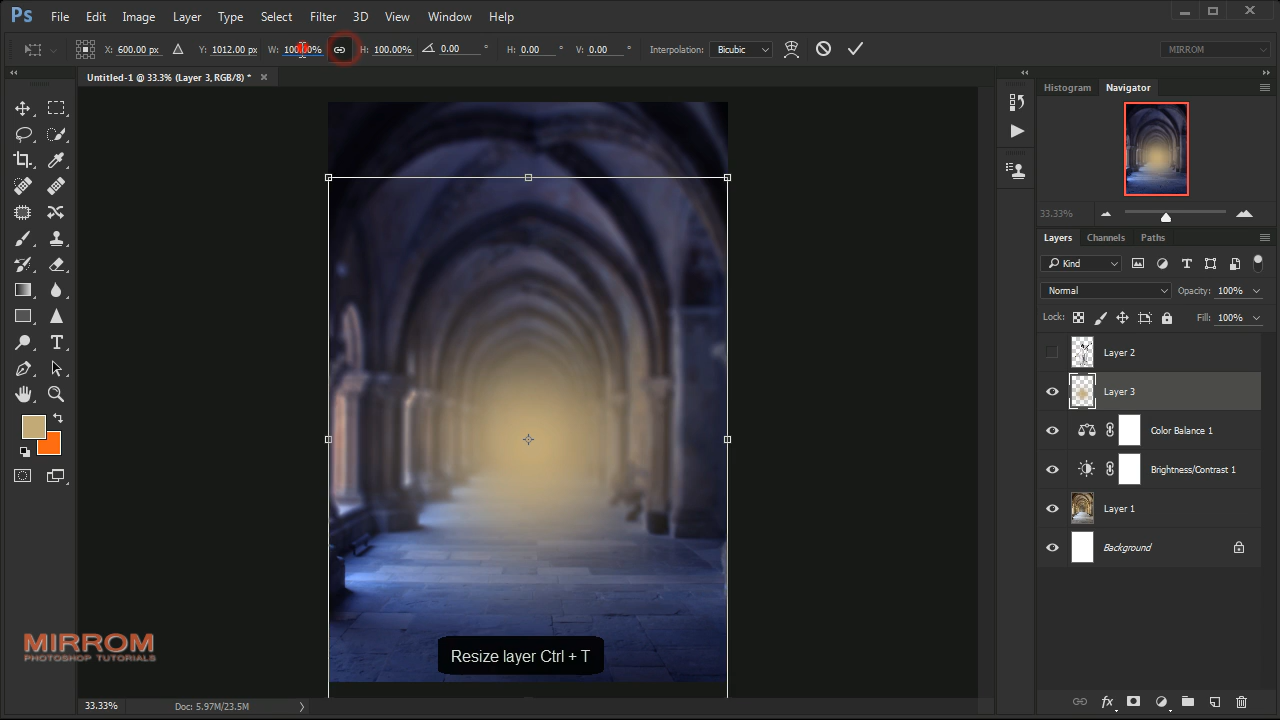 Ps File Edit Image Layer Type Select Filter 3D View Window Help
X: 600.00 px Y: 1012.00 px W: 100.00% H: 100.00% 0.00 ° H: 0.00 ° V: 0.00 ° Interpolation: Bicubic MIRROM
Untitled-1 @ 33.3% (Layer 3, RGB/8) *
Histogram Navigator
33.33%
Layers Channels Paths
Kind
Normal Opacity: 100%
Lock: Fill: 100%
Layer 2
Layer 3
Color Balance 1
Brightness/Contrast 1
Layer 1
Background
MIRROM
PHOTOSHOP TUTORIALS
Resize layer Ctrl + T
33.33% Doc: 5.97M/23.5M
fx